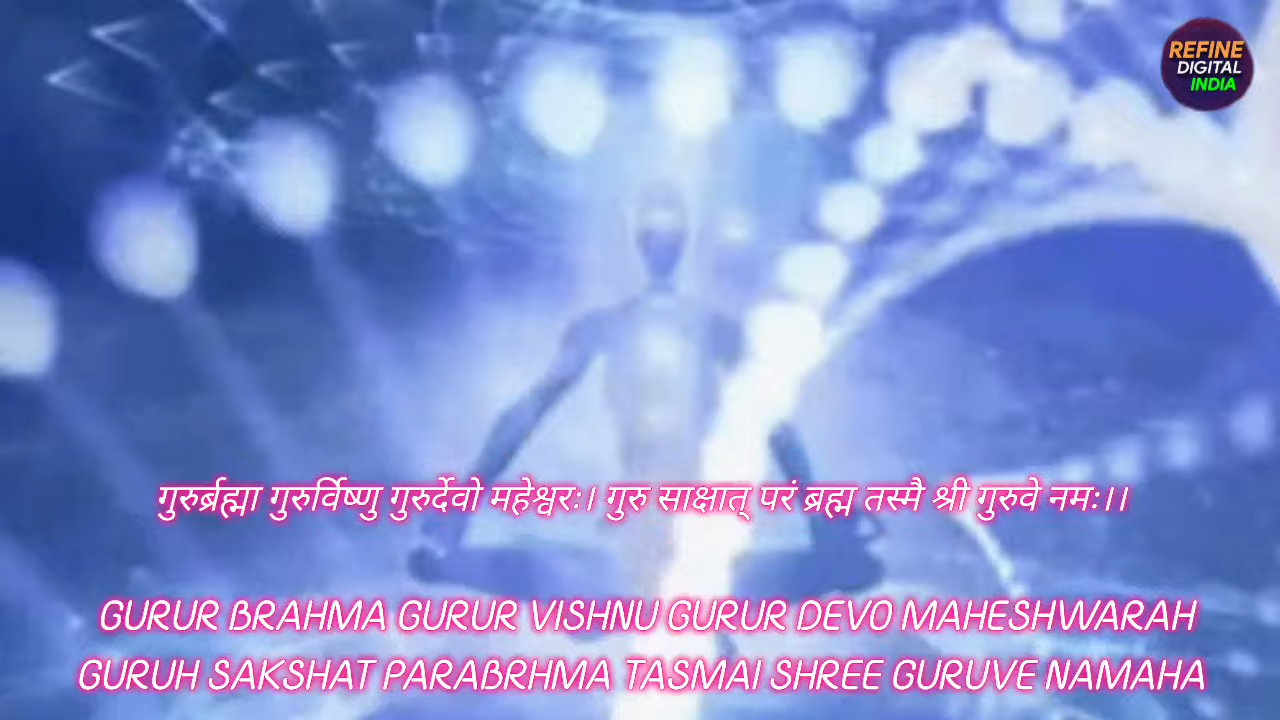 REFINE
DIGITAL
INDIA
गुरुर्ब्रह्मा गुरुर्विष्णु गुरुर्देवो महेश्वरः। गुरु साक्षात् परं ब्रह्म तस्मै श्री गुरुवे नमः।।
GURUR BRAHMA GURUR VISHNU GURUR DEVO MAHESHWARAH
GURUH SAKSHAT PARABRHMA TASMAI SHREE GURUVE NAMAHA